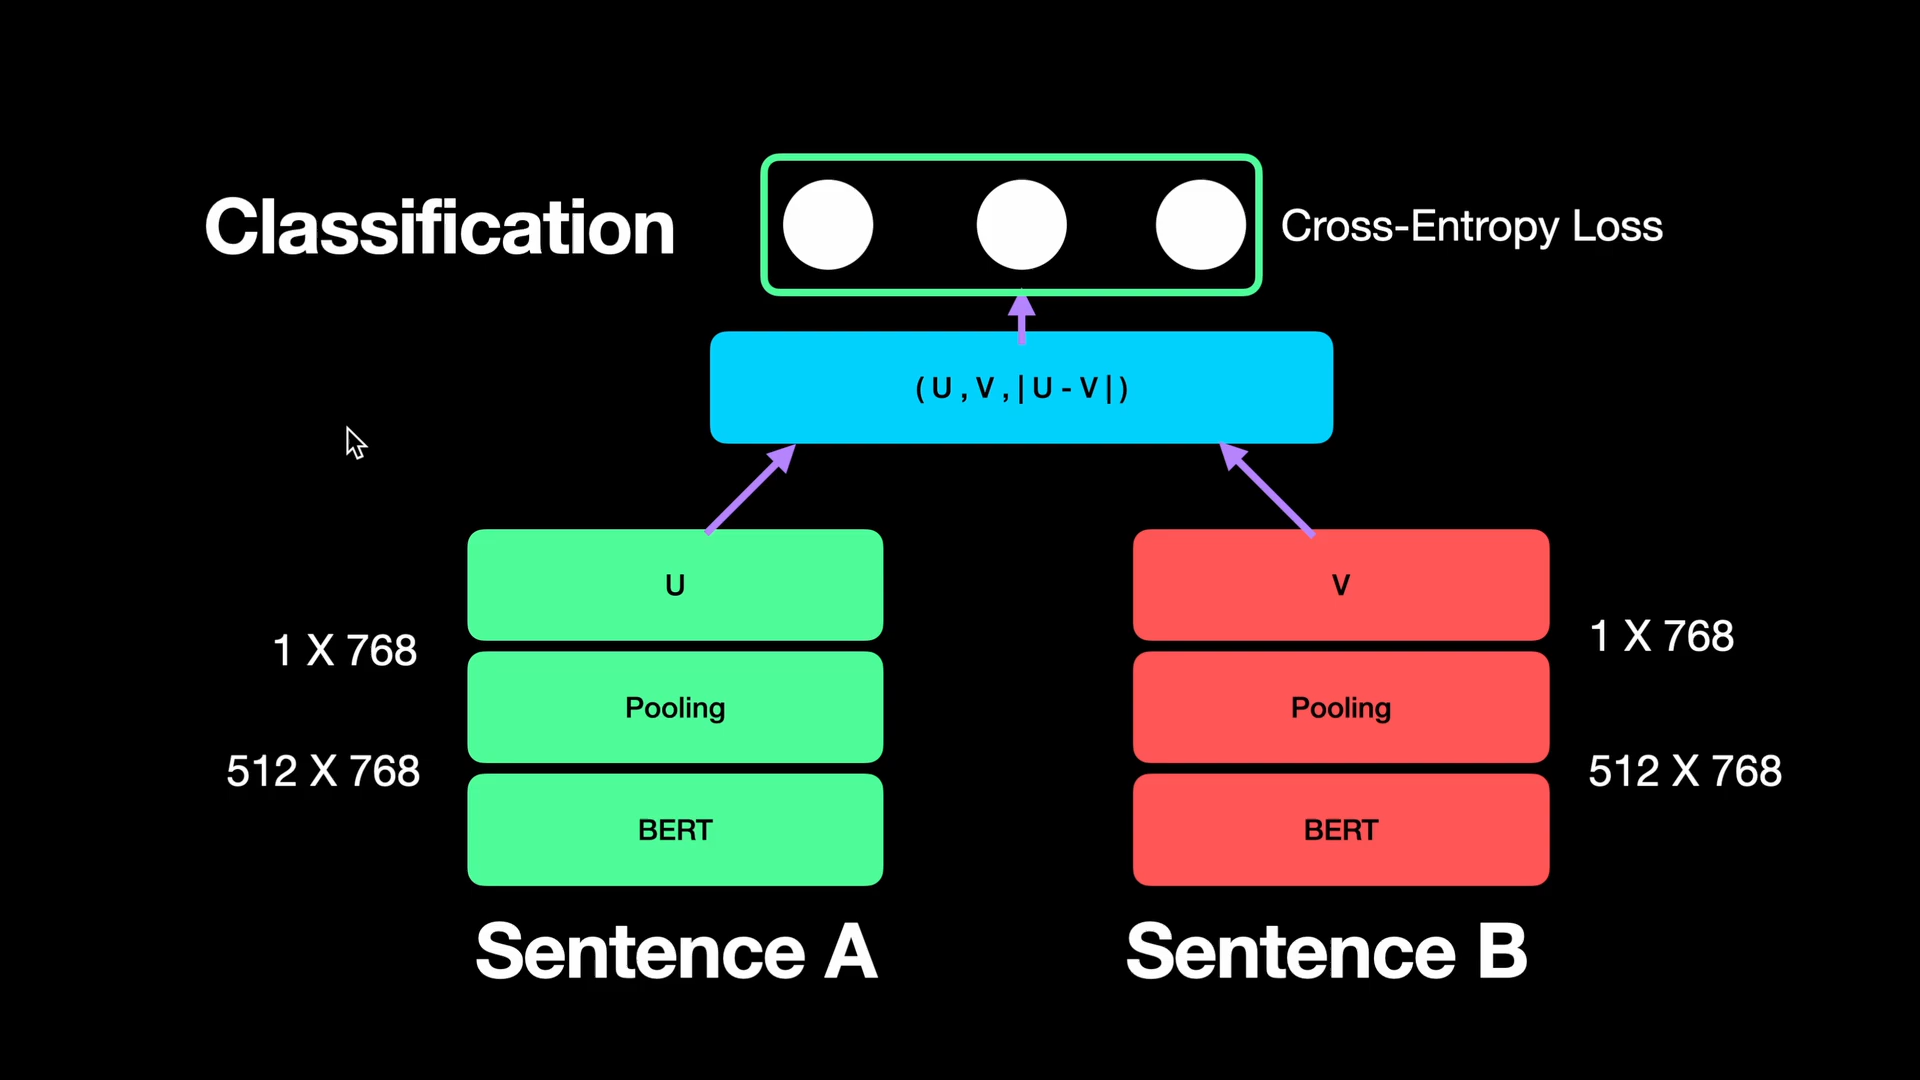 Classification
Cross-Entropy Loss
( U , V , | U - V | )
U
V
1 X 768
1 X 768
Pooling
Pooling
512 X 768
512 X 768
BERT
BERT
Sentence A
Sentence B